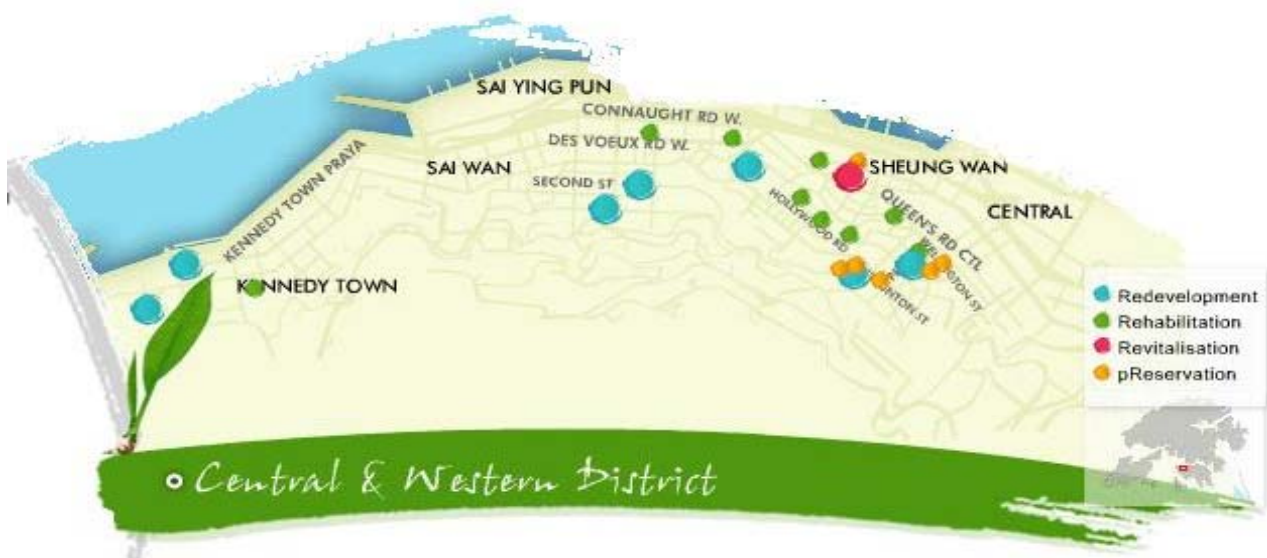 SAI YING PUN
CONNAUGHT RD W.
DES VOEUX RD W.
SAI WAN
SHEUNG WAN
SECOND ST
KENNEDY TOWN PRAYA
HOLLYWOOD RD
QUEEN'S RD CTL
CENTRAL
KENNEDY TOWN
Redevelopment
Rehabilitation
Revitalisation
pReservation
Central & Western District